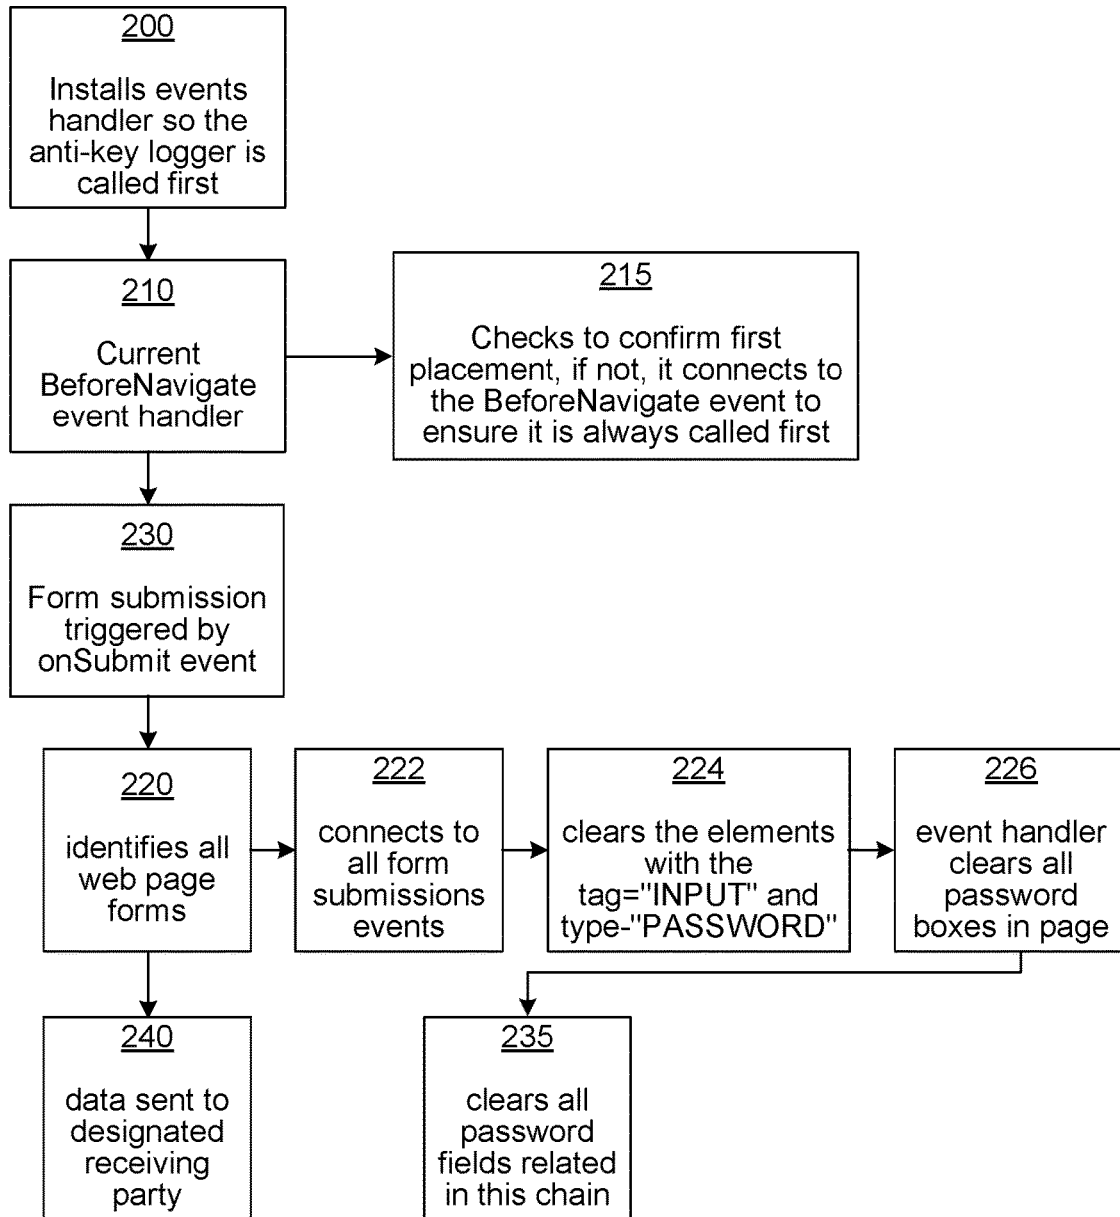 200
Installs events
handler so the
anti-key logger is
called first
210
Current
BeforeNavigate
event handler
215
Checks to confirm first
placement, if not, it connects to
the BeforeNavigate event to
ensure it is always called first
230
Form submission
triggered by
onSubmit event
220
identifies all
web page
forms
222
connects to
all form
submissions
events
224
clears the elements
with the
tag="INPUT" and
type-"PASSWORD"
226
event handler
clears all
password
boxes in page
240
data sent to
designated
receiving
party
235
clears all
password
fields related
in this chain